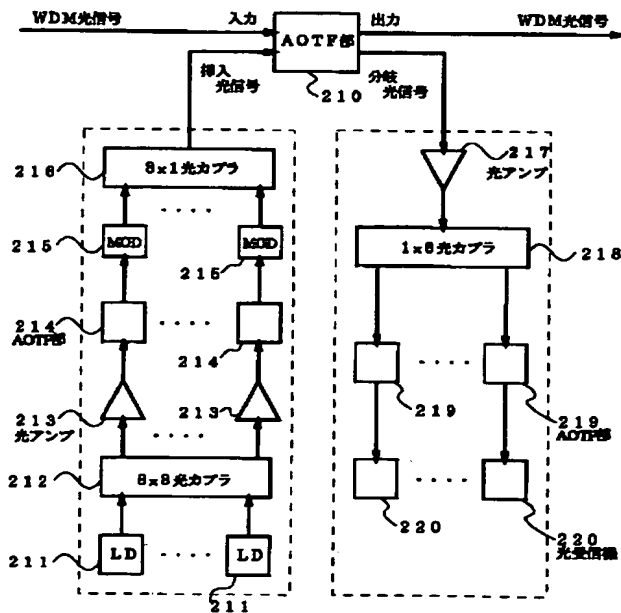 WDM光信号
入力
AOTF部
出力
WDM光信号
挿入
光信号
210
分岐
光信号
216
8x1光カプラ
217
光アンプ
215
MOD
MOD
215
1x8光カプラ
218
214
AOTF部
214
219
219
AOTF部
213
光アンプ
213
212
8x8光カプラ
220
220
光受信機
211
LD
LD
211